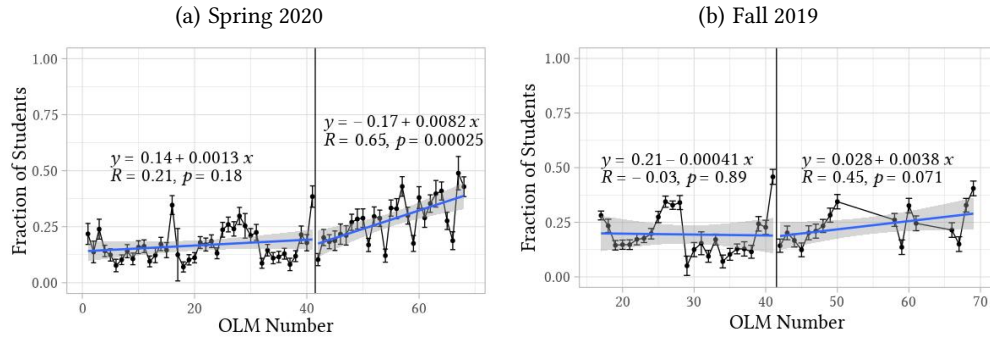 (a) Spring 2020
Fraction of Students
1.00
0.75
0.50
0.25
0.00
y = 0.14 + 0.0013 x
R = 0.21, p = 0.18
y = − 0.17 + 0.0082 x
R = 0.65, p = 0.00025
0 20 40 60
OLM Number
(b) Fall 2019
Fraction of Students
1.00
0.75
0.50
0.25
0.00
y = 0.21 − 0.00041 x
R = − 0.03, p = 0.89
y = 0.028 + 0.0038 x
R = 0.45, p = 0.071
20 30 40 50 60 70
OLM Number